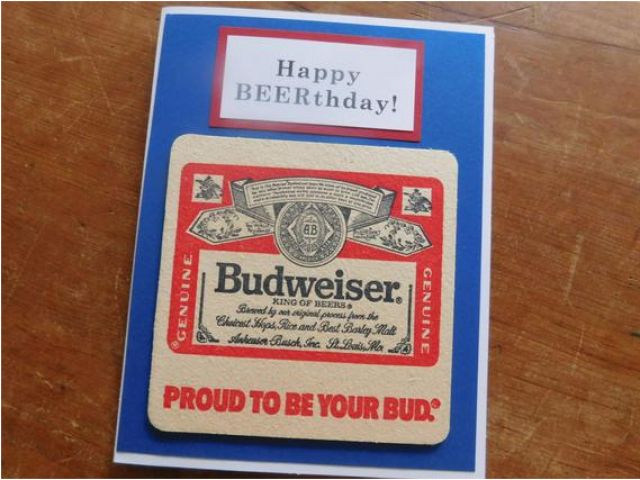 Happy
BEERthday!
AB
Budweiser®
KING OF BEERS®
GENUINE
GENUINE
Brewed by our original process from the
Choicest Hops, Rice and Best Barley Malt
Anheuser-Busch, Inc. St. Louis, Mo.
PROUD TO BE YOUR BUD.®